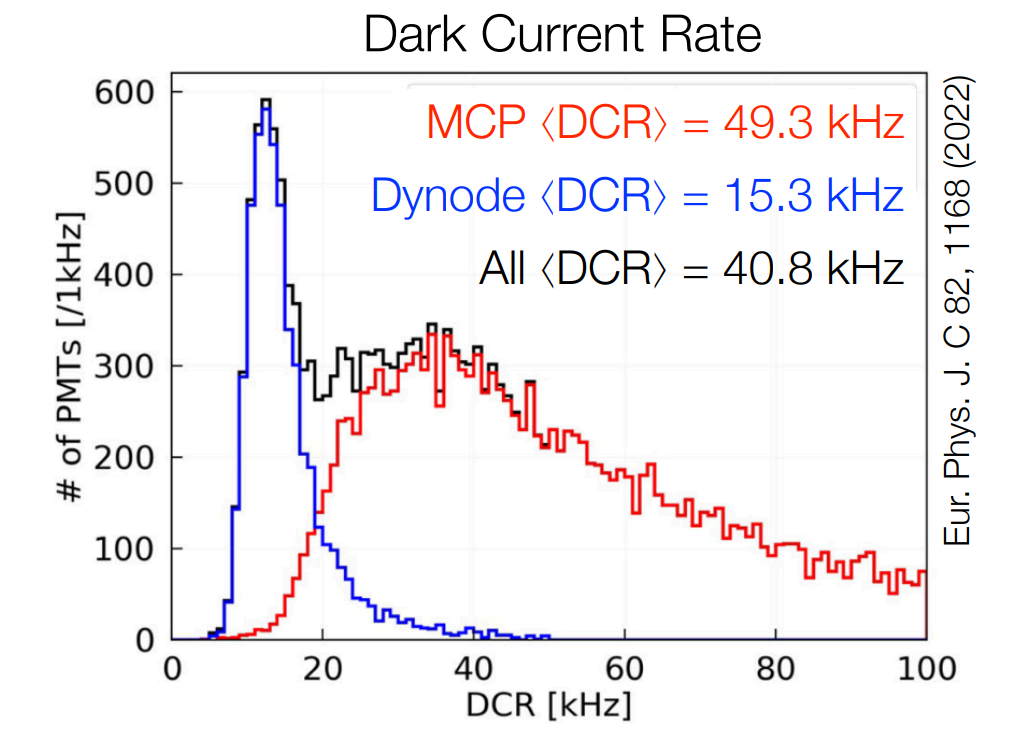 Dark Current Rate
MCP ⟨DCR⟩ = 49.3 kHz
Dynode ⟨DCR⟩ = 15.3 kHz
All ⟨DCR⟩ = 40.8 kHz
# of PMTs [/1kHz]
600
500
400
300
200
100
0
0 20 40 60 80 100
DCR [kHz]
Eur. Phys. J. C 82, 1168 (2022)